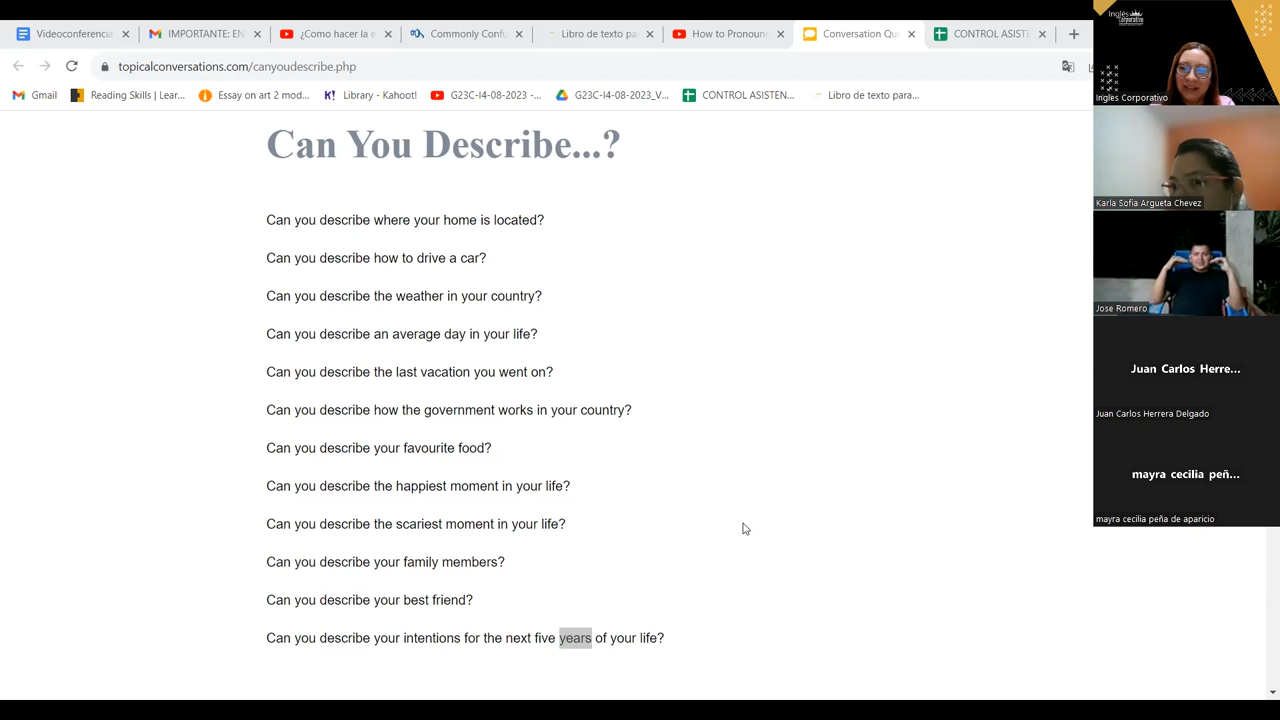 Videoconferencia
IMPORTANTE: EN
¿Como hacer la e
Commonly Confu
Libro de texto pa
How to Pronounc
Conversation Que
CONTROL ASISTE
topicalconversations.com/canyoudescribe.php
Gmail
Reading Skills | Lear...
Essay on art 2 mod...
Library - Kahoot!
G23C-I4-08-2023 -...
G23C-I4-08-2023_V...
CONTROL ASISTEN...
Libro de texto para...
Can You Describe...?
Can you describe where your home is located?
Can you describe how to drive a car?
Can you describe the weather in your country?
Can you describe an average day in your life?
Can you describe the last vacation you went on?
Can you describe how the government works in your country?
Can you describe your favourite food?
Can you describe the happiest moment in your life?
Can you describe the scariest moment in your life?
Can you describe your family members?
Can you describe your best friend?
Can you describe your intentions for the next five years of your life?
Inglés
Corporativo
Ingles Corporativo
Karla Sofia Argueta Chevez
Jose Romero
Juan Carlos Herre...
Juan Carlos Herrera Delgado
mayra cecilia peñ...
mayra cecilia peña de aparicio